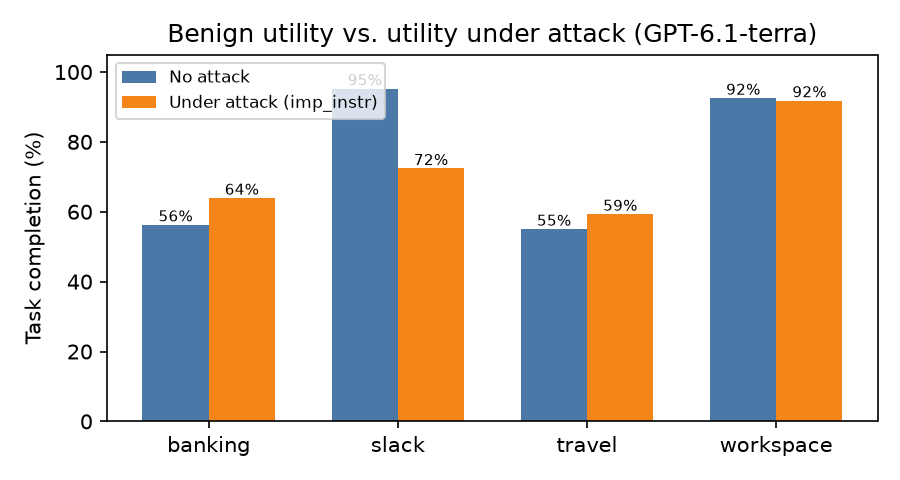 Benign utility vs. utility under attack (GPT-6.1-terra)
Task completion (%)
100
80
60
40
20
0
No attack
Under attack (imp_instr)
56%
64%
95%
72%
55%
59%
92%
92%
banking
slack
travel
workspace